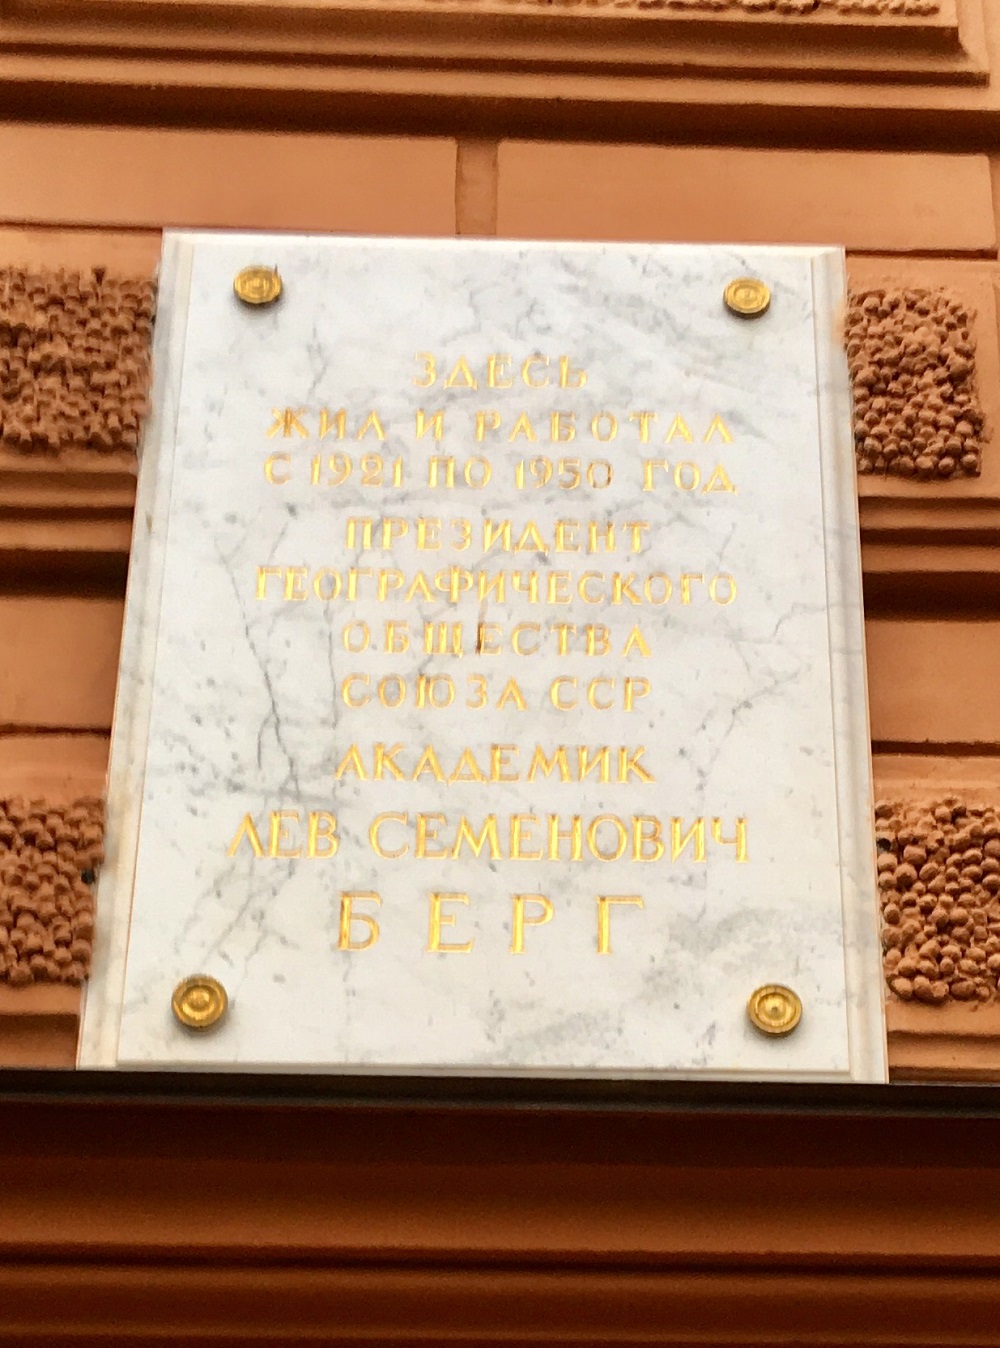 ЗДЕСЬ
ЖИЛ И РАБОТАЛ
С 1921 ПО 1950 ГОД
ПРЕЗИДЕНТ
ГЕОГРАФИЧЕСКОГО
ОБЩЕСТВА
СОЮЗА ССР
АКАДЕМИК
ЛЕВ СЕМЕНОВИЧ
БЕРГ